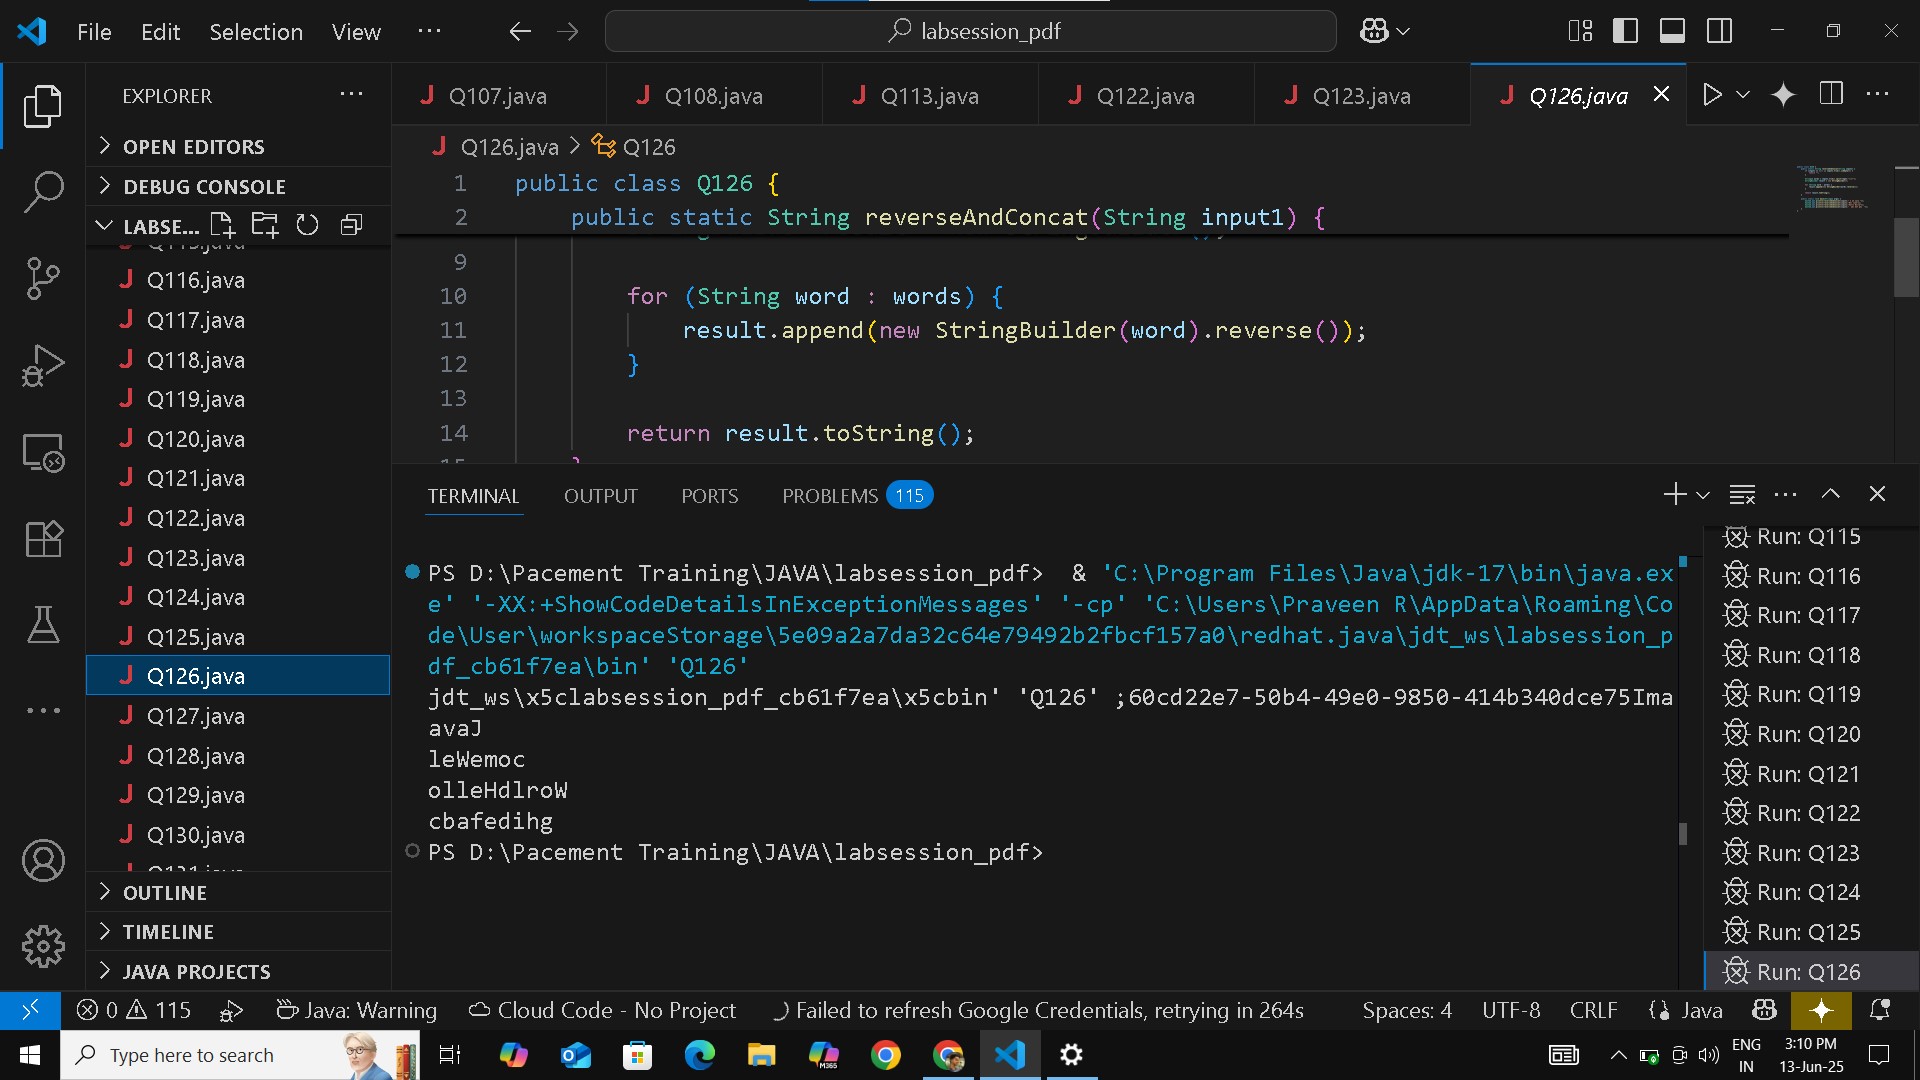 File Edit Selection View ··· labsession_pdf
EXPLORER ···
OPEN EDITORS
DEBUG CONSOLE
LABSE...
Q116.java
Q117.java
Q118.java
Q119.java
Q120.java
Q121.java
Q122.java
Q123.java
Q124.java
Q125.java
Q126.java
Q127.java
Q128.java
Q129.java
Q130.java
OUTLINE
TIMELINE
JAVA PROJECTS
Q107.java Q108.java Q113.java Q122.java Q123.java Q126.java
Q126.java > Q126
1 public class Q126 {
2 public static String reverseAndConcat(String input1) {
9
10 for (String word : words) {
11 result.append(new StringBuilder(word).reverse());
12 }
13
14 return result.toString();
TERMINAL OUTPUT PORTS PROBLEMS 115
PS D:\Pacement Training\JAVA\labsession_pdf> & 'C:\Program Files\Java\jdk-17\bin\java.ex
e' '-XX:+ShowCodeDetailsInExceptionMessages' '-cp' 'C:\Users\Praveen R\AppData\Roaming\Co
de\User\workspaceStorage\5e09a2a7da32c64e79492b2fbcf157a0\redhat.java\jdt_ws\labsession_p
df_cb61f7ea\bin' 'Q126'
jdt_ws\x5clabsession_pdf_cb61f7ea\x5cbin' 'Q126' ;60cd22e7-50b4-49e0-9850-414b340dce75Ima
avaJ
leWemoc
olleHdlroW
cbafedihg
PS D:\Pacement Training\JAVA\labsession_pdf>
Run: Q115
Run: Q116
Run: Q117
Run: Q118
Run: Q119
Run: Q120
Run: Q121
Run: Q122
Run: Q123
Run: Q124
Run: Q125
Run: Q126
0 115 Java: Warning Cloud Code - No Project Failed to refresh Google Credentials, retrying in 264s Spaces: 4 UTF-8 CRLF Java
Type here to search M365 ENG IN 3:10 PM 13-Jun-25